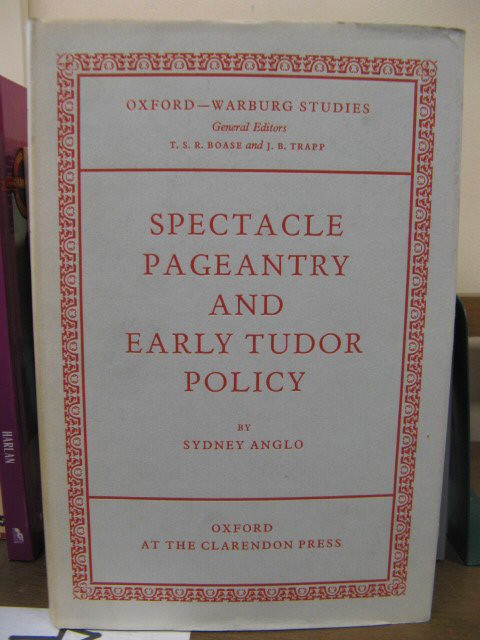 OXFORD—WARBURG STUDIES
General Editors
T. S. R. BOASE and J. B. TRAPP
SPECTACLE
PAGEANTRY
AND
EARLY TUDOR
POLICY
BY
SYDNEY ANGLO
OXFORD
AT THE CLARENDON PRESS
HARLAN